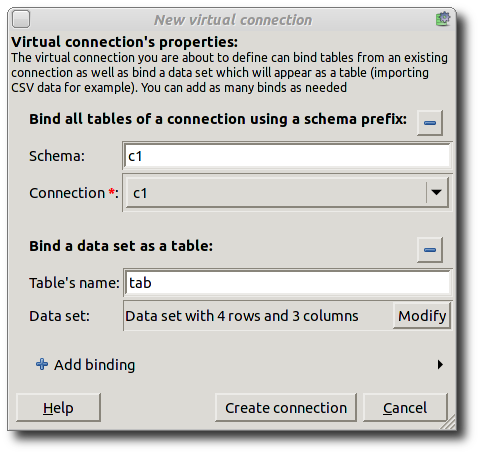 New virtual connection
Virtual connection's properties:
The virtual connection you are about to define can bind tables from an existing
connection as well as bind a data set which will appear as a table (importing
CSV data for example). You can add as many binds as needed
Bind all tables of a connection using a schema prefix:
Schema: c1
Connection *: c1
Bind a data set as a table:
Table's name: tab
Data set: Data set with 4 rows and 3 columns Modify
Add binding
Help Create connection Cancel